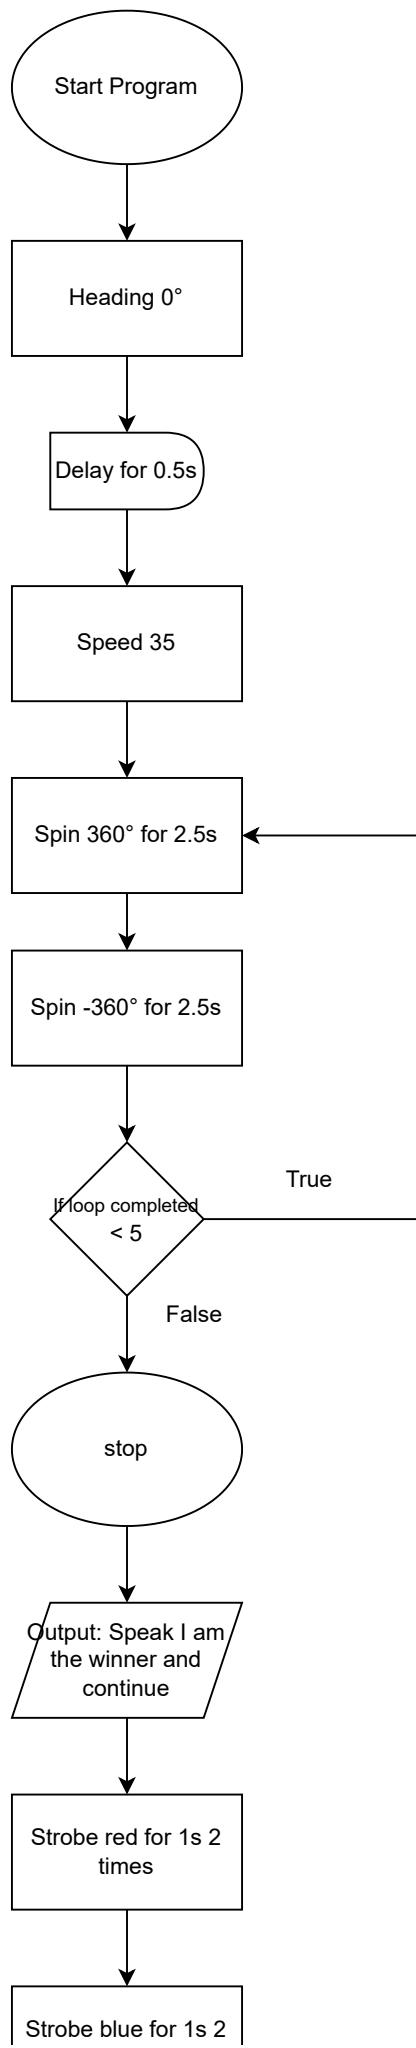 Start Program
Heading 0°
Delay for 0.5s
Speed 35
Spin 360° for 2.5s
Spin -360° for 2.5s
If loop completed
< 5
True
False
stop
Output: Speak I am
the winner and
continue
Strobe red for 1s 2
times
Strobe blue for 1s 2